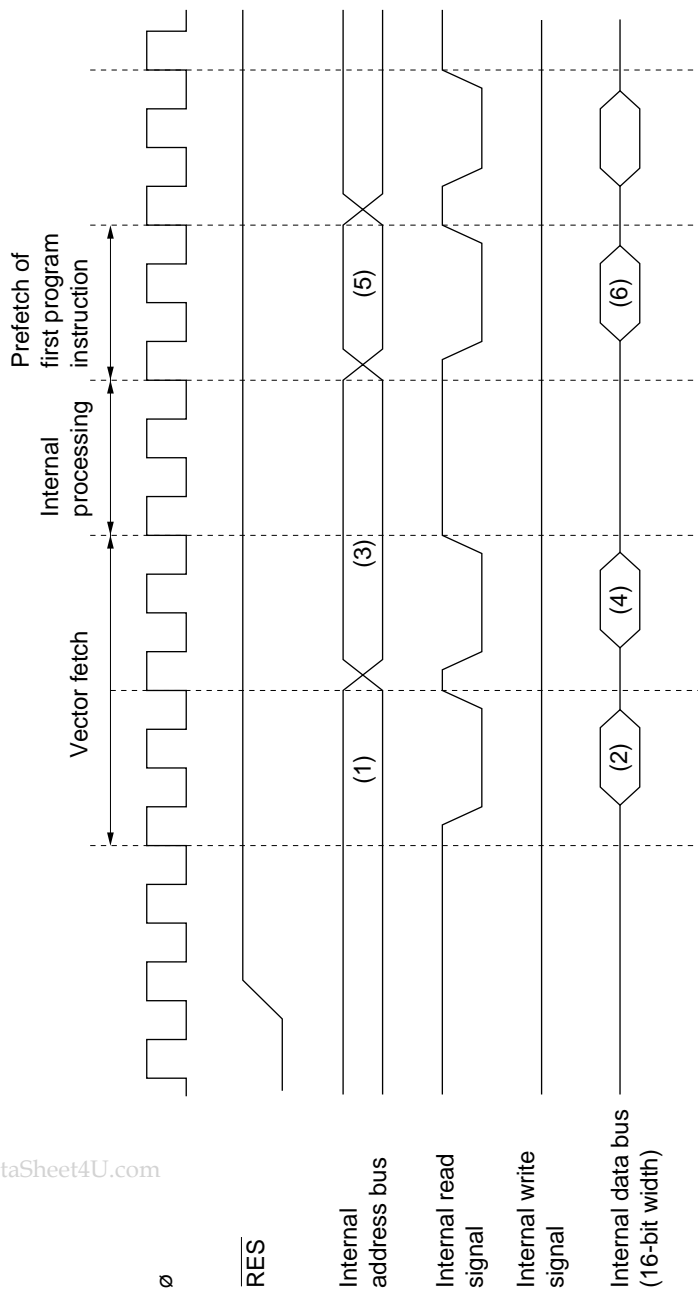 Vector fetch
Internal
processing
Prefetch of
first program
instruction
ø
RES
Internal
address bus
(1)
(3)
(5)
Internal read
signal
Internal write
signal
Internal data bus
(16-bit width)
(2)
(4)
(6)
taSheet4U.com